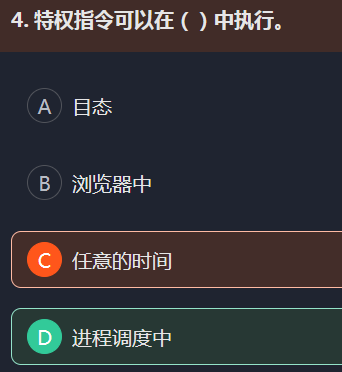 4. 特权指令可以在 ( ) 中执行。
A 目态
B 浏览器中
C 任意的时间
D 进程调度中